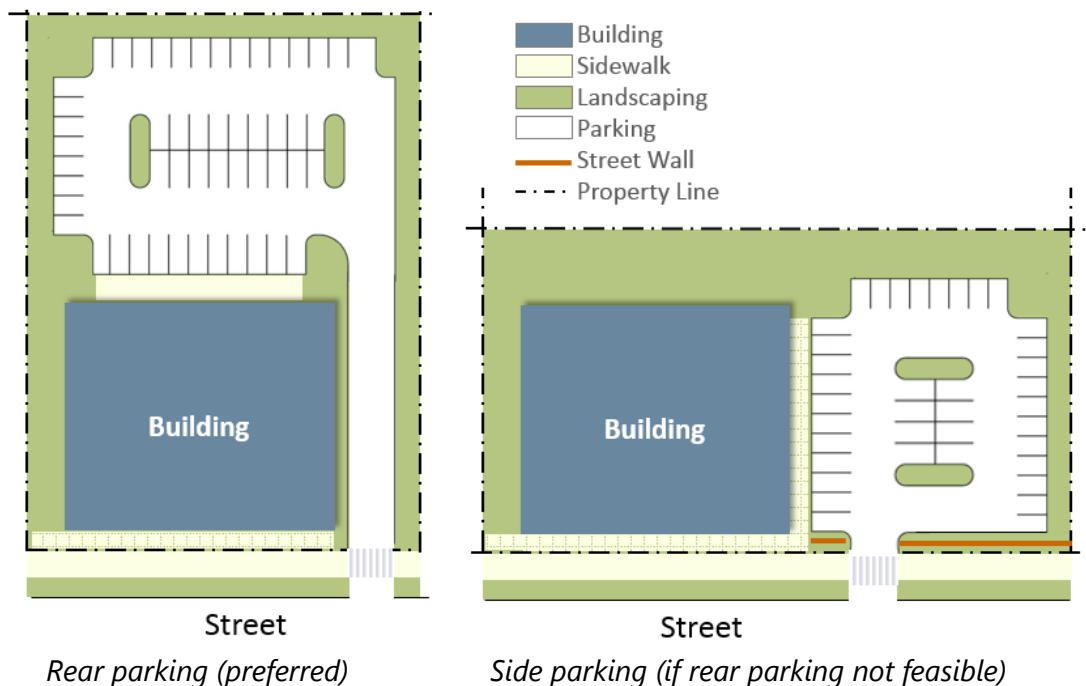 Building
Sidewalk
Landscaping
Parking
Street Wall
Property Line
Building
Building
Street
Street
Rear parking (preferred)
Side parking (if rear parking not feasible)